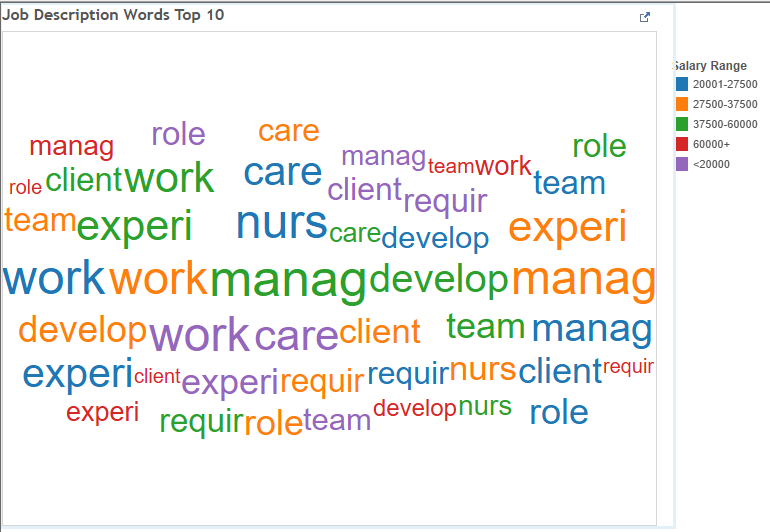 Job Description Words Top 10
Salary Range
20001-27500
27500-37500
37500-60000
60000+
<20000
role care
manag manag role
role client work care client team work team
requir
team experi nurs care develop experi
work work manag develop manag
develop work care client team manag
experi client experi requir requir nurs client requir
experi requir role team develop nurs role